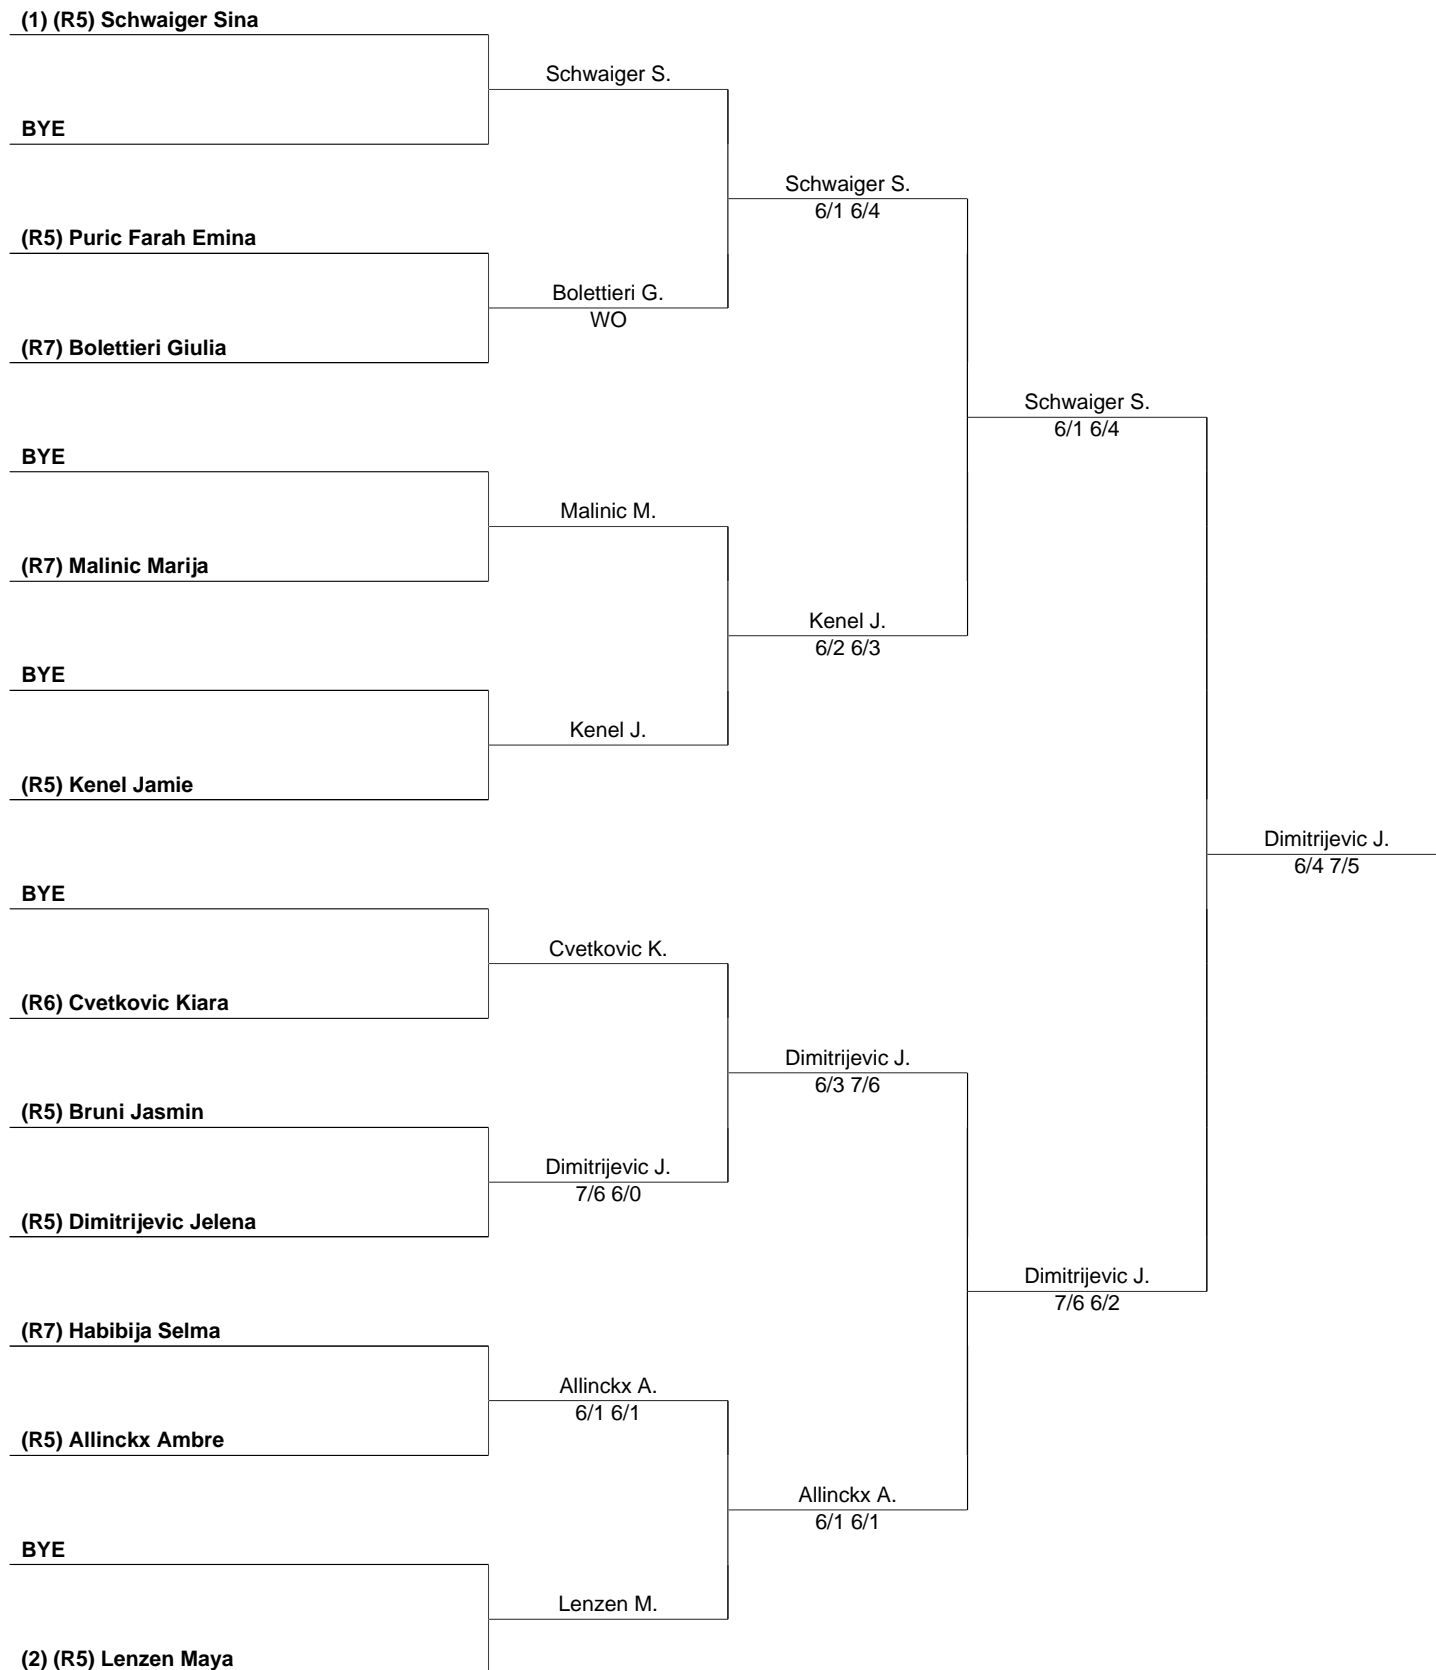 (1) (R5) Schwaiger Sina
Schwaiger S.
BYE
Schwaiger S.
6/1 6/4
(R5) Puric Farah Emina
Bolettieri G.
WO
(R7) Bolettieri Giulia
Schwaiger S.
6/1 6/4
BYE
Malinic M.
(R7) Malinic Marija
Kenel J.
6/2 6/3
BYE
Kenel J.
(R5) Kenel Jamie
Dimitrijevic J.
6/4 7/5
BYE
Cvetkovic K.
(R6) Cvetkovic Kiara
Dimitrijevic J.
6/3 7/6
(R5) Bruni Jasmin
Dimitrijevic J.
7/6 6/0
(R5) Dimitrijevic Jelena
Dimitrijevic J.
7/6 6/2
(R7) Habibija Selma
Allinckx A.
6/1 6/1
(R5) Allinckx Ambre
Allinckx A.
6/1 6/1
BYE
Lenzen M.
(2) (R5) Lenzen Maya